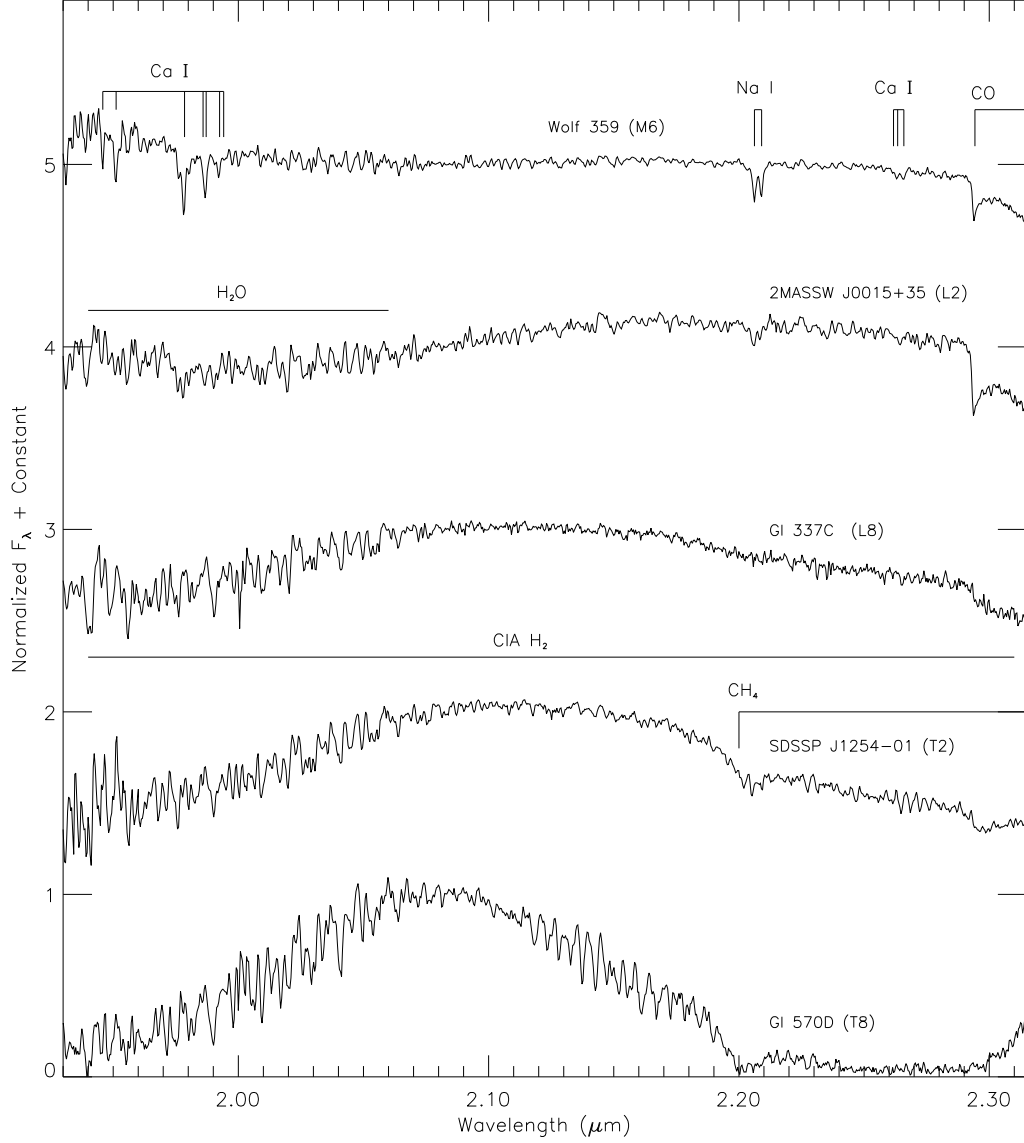 Ca I
Na I
Ca I
CO
Wolf 359 (M6)
5
H₂O
2MASSW J0015+35 (L2)
4
3
Gl 337C (L8)
CIA H₂
CH₄
2
SDSSP J1254-01 (T2)
1
Gl 570D (T8)
0
2.00
2.10
2.20
2.30
Wavelength (μm)
Normalized Fλ + Constant